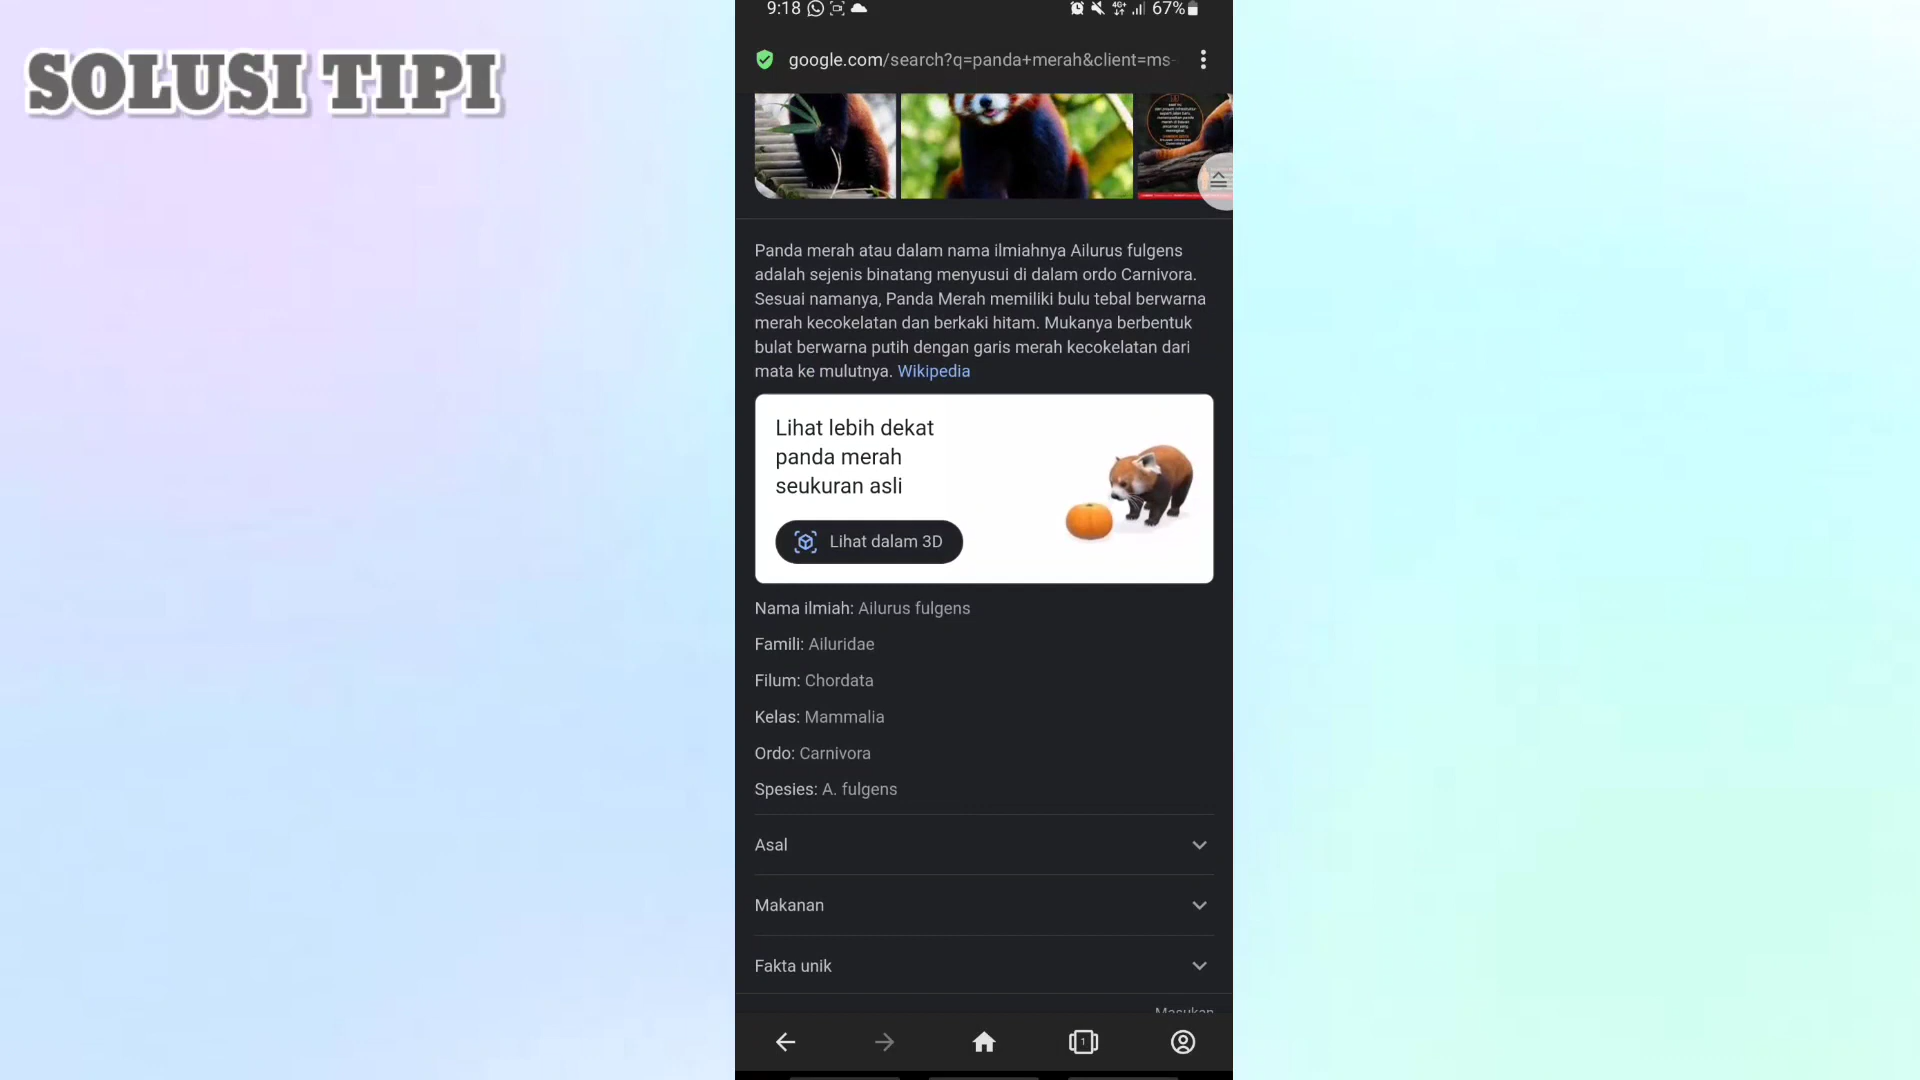 SOLUSI TIPI
9:18
4G+
67%
google.com/search?q=panda+merah&client=ms-
Panda merah atau dalam nama ilmiahnya Ailurus fulgens
adalah sejenis binatang menyusui di dalam ordo Carnivora.
Sesuai namanya, Panda Merah memiliki bulu tebal berwarna
merah kecokelatan dan berkaki hitam. Mukanya berbentuk
bulat berwarna putih dengan garis merah kecokelatan dari
mata ke mulutnya. Wikipedia
Lihat lebih dekat
panda merah
seukuran asli
Lihat dalam 3D
Nama ilmiah: Ailurus fulgens
Famili: Ailuridae
Filum: Chordata
Kelas: Mammalia
Ordo: Carnivora
Spesies: A. fulgens
Asal
Makanan
Fakta unik
Masukan
1